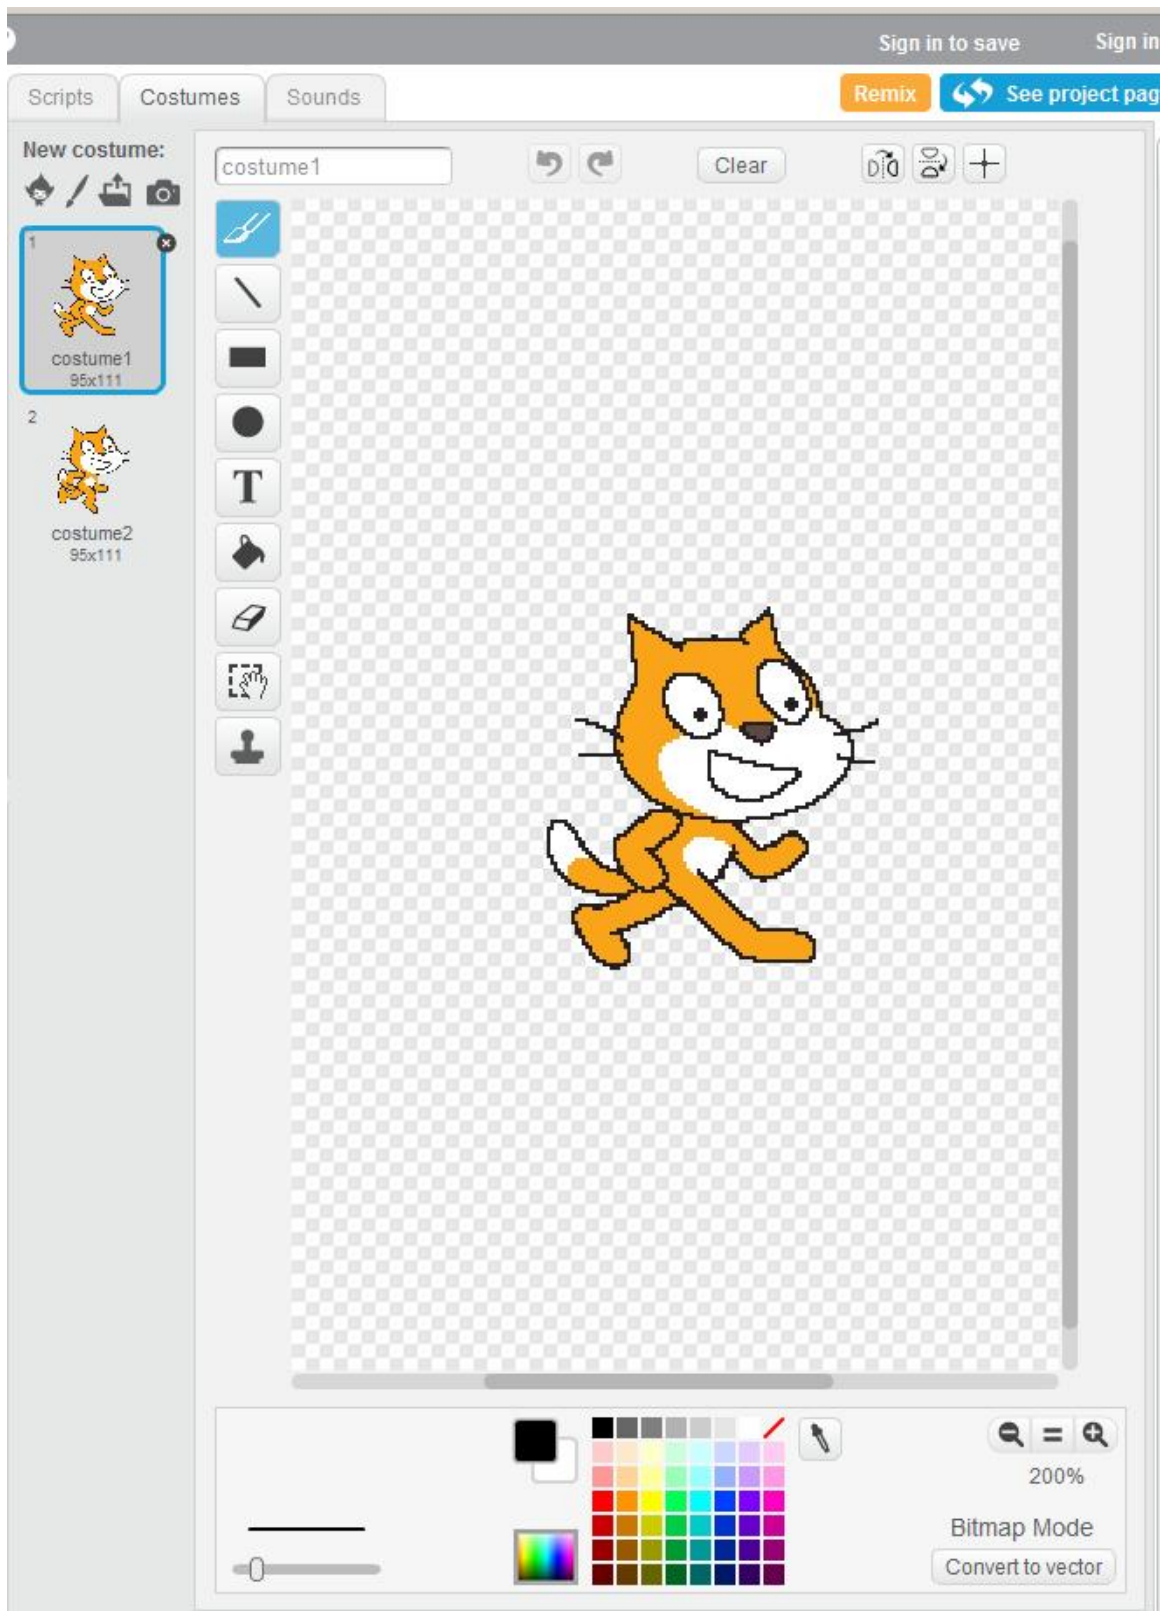 Sign in to save
Sign in
Scripts
Costumes
Sounds
Remix
See project pag
New costume:
costume1
Clear
1
costume1
95x111
2
costume2
95x111
T
200%
Bitmap Mode
Convert to vector